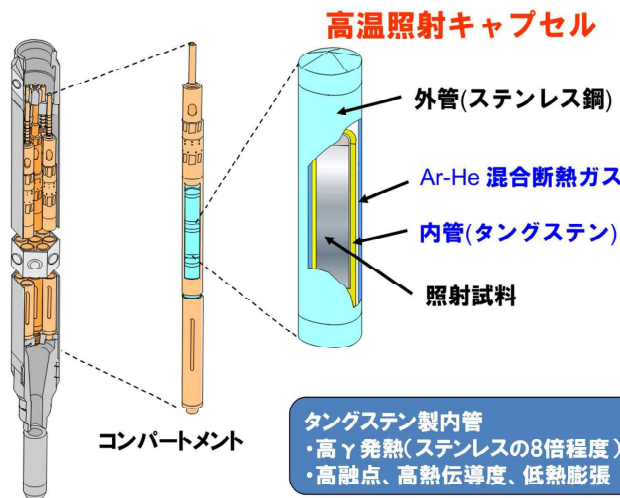 高温照射キャプセル
外管(ステンレス鋼)
Ar-He 混合断熱ガス
内管(タングステン)
照射試料
コンパートメント
タングステン製内管
・高γ発熱(ステンレスの8倍程度)
・高融点、高熱伝導度、低熱膨張